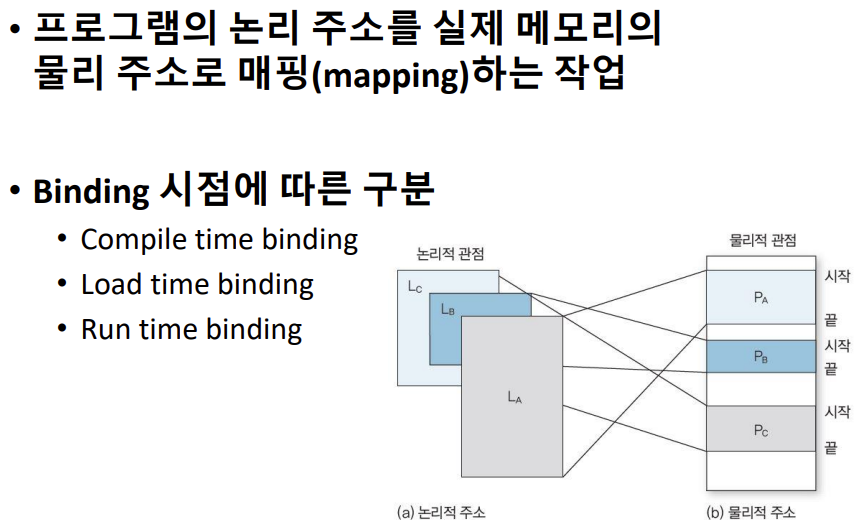 • 프로그램의 논리 주소를 실제 메모리의
물리 주소로 매핑(mapping)하는 작업
• Binding 시점에 따른 구분
• Compile time binding
• Load time binding
• Run time binding
논리적 관점
물리적 관점
L_C
L_B
L_A
P_A
시작
끝
P_B
시작
끝
P_C
시작
끝
(a) 논리적 주소
(b) 물리적 주소